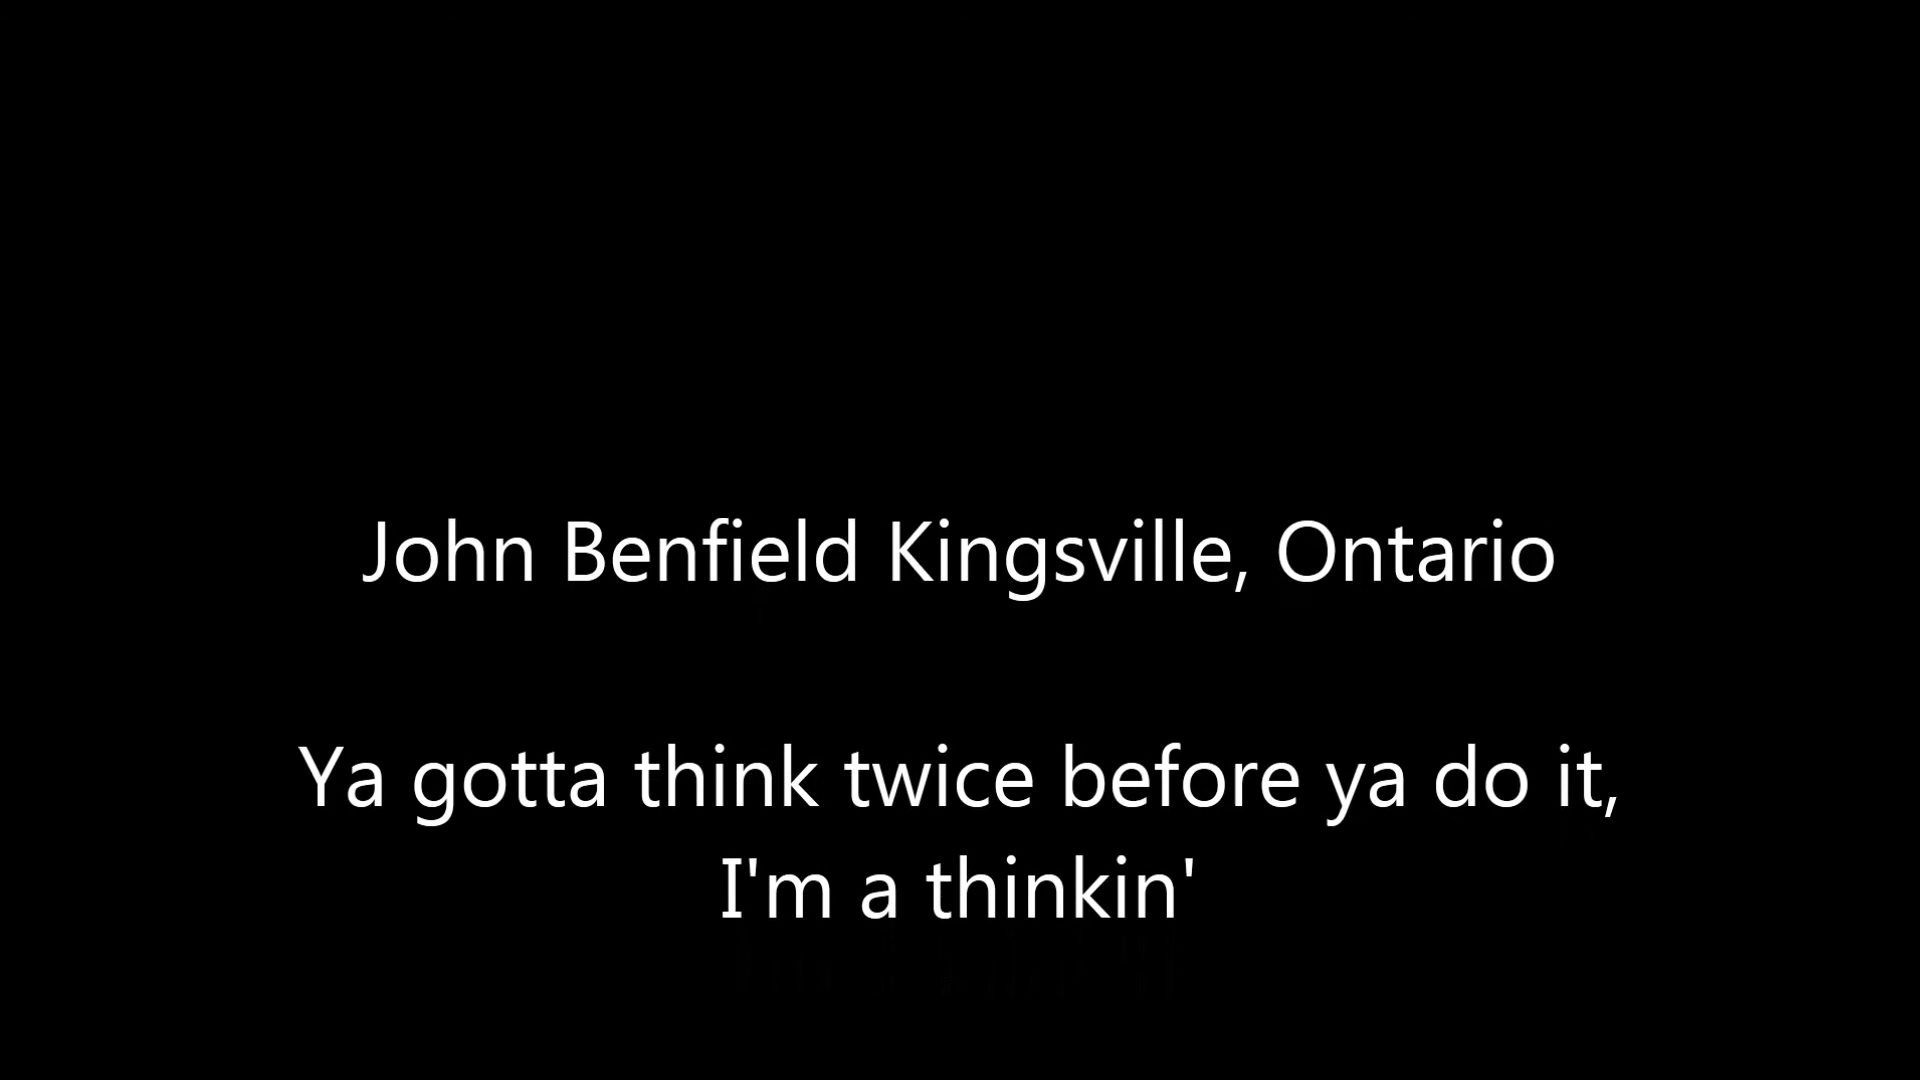 John Benfield Kingsville, Ontario
Ya gotta think twice before ya do it,
I'm a thinkin'